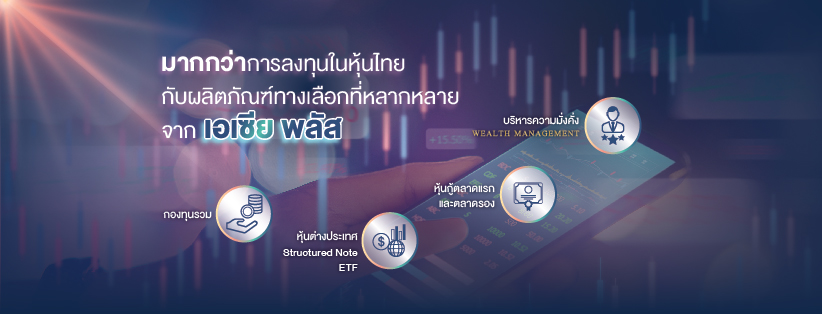 มากกว่าการลงทุนในหุ้นไทย
กับผลิตภัณฑ์ทางเลือกที่หลากหลาย
จาก เอเซีย พลัส
+15.50%
บริหารความมั่งคั่ง
WEALTH MANAGEMENT
หุ้นกู้ตลาดแรก
และตลาดรอง
กองทุนรวม
หุ้นต่างประเทศ
Structured Note
ETF